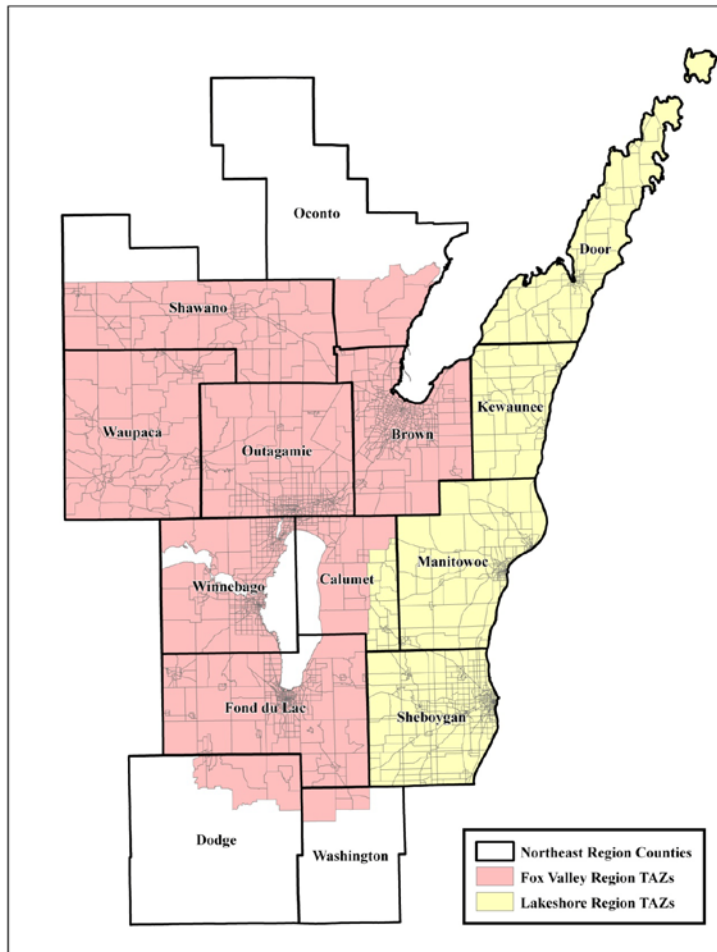 Oconto
Door
Shawano
Kewaunee
Waupaca
Brown
Outagamie
Manitowoc
Calumet
Winnebago
Fond du Lac
Sheboygan
Dodge
Washington
Northeast Region Counties
Fox Valley Region TAZs
Lakeshore Region TAZs